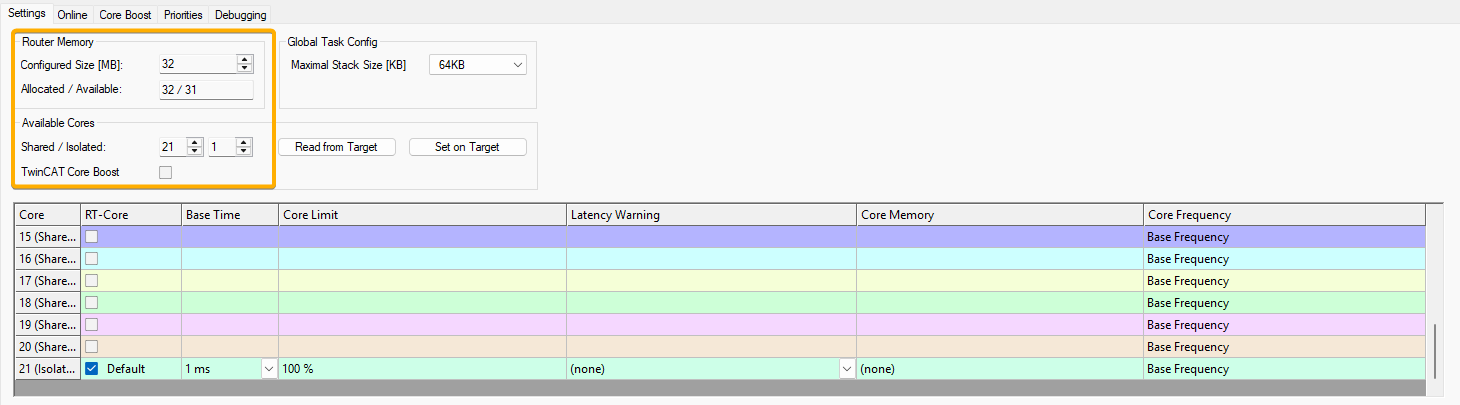 Settings Online Core Boost Priorities Debugging
Router Memory
Configured Size [MB]: 32
Allocated / Available: 32 / 31
Global Task Config
Maximal Stack Size [KB] 64KB
Available Cores
Shared / Isolated: 21 1 Read from Target Set on Target
TwinCAT Core Boost
Core RT-Core Base Time Core Limit Latency Warning Core Memory Core Frequency
15 (Share... Base Frequency
16 (Share... Base Frequency
17 (Share... Base Frequency
18 (Share... Base Frequency
19 (Share... Base Frequency
20 (Share... Base Frequency
21 (Isolat... Default 1 ms 100 % (none) (none) Base Frequency